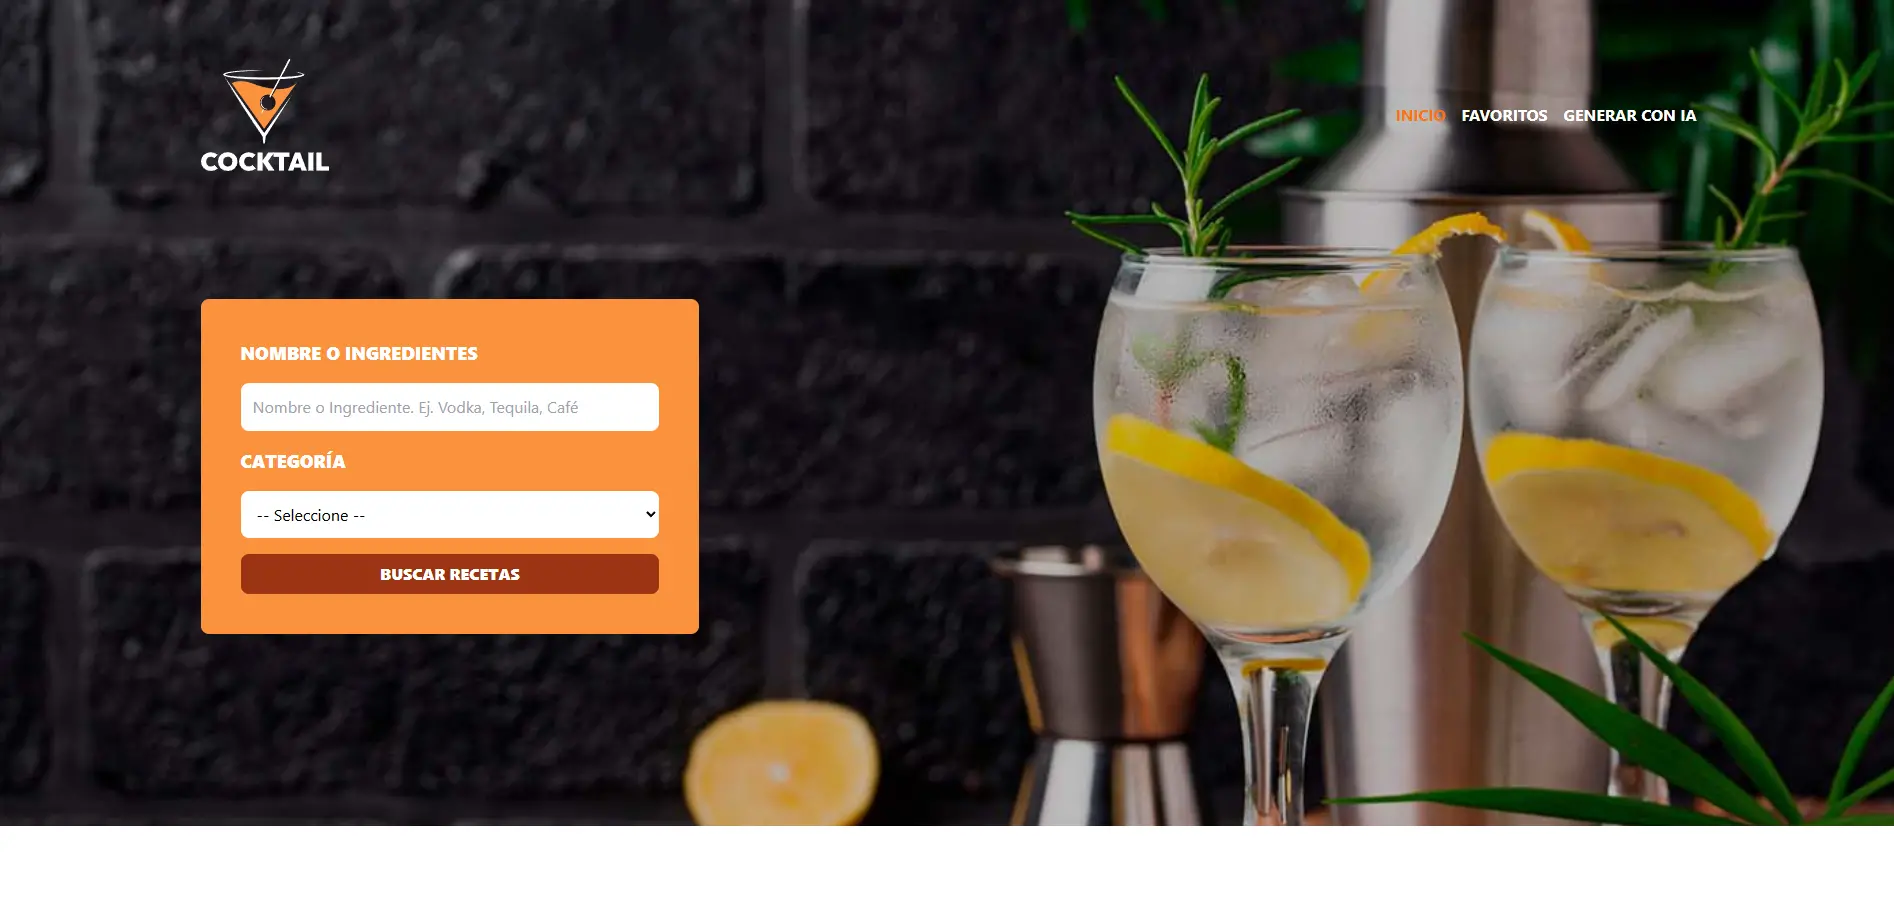 COCKTAIL
INICIO FAVORITOS GENERAR CON IA
NOMBRE O INGREDIENTES
Nombre o Ingrediente. Ej. Vodka, Tequila, Café
CATEGORÍA
-- Seleccione --
BUSCAR RECETAS